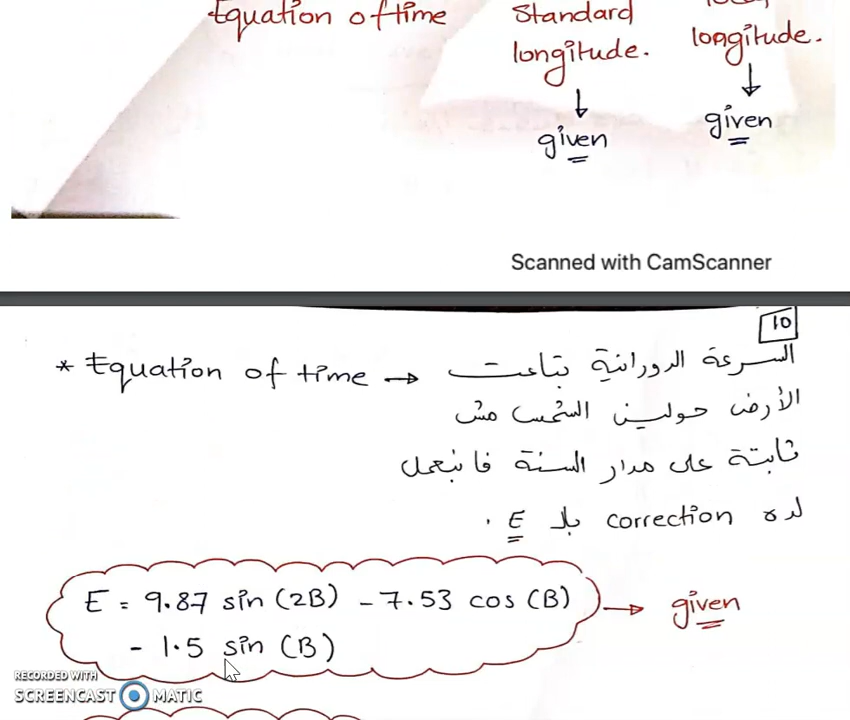 Equation of time
Standard
longitude.
longitude.
given
given
Scanned with CamScanner
10
* Equation of time → السرعة الدورانية بتاعت
الأرض حولين الشمس مش
ثابتة على مدار السنة فا نبعمل
لده correction بلـ E .
E = 9.87 sin (2B) - 7.53 cos (B)
- 1.5 sin (B)
→ given
RECORDED WITH
SCREENCAST MATIC